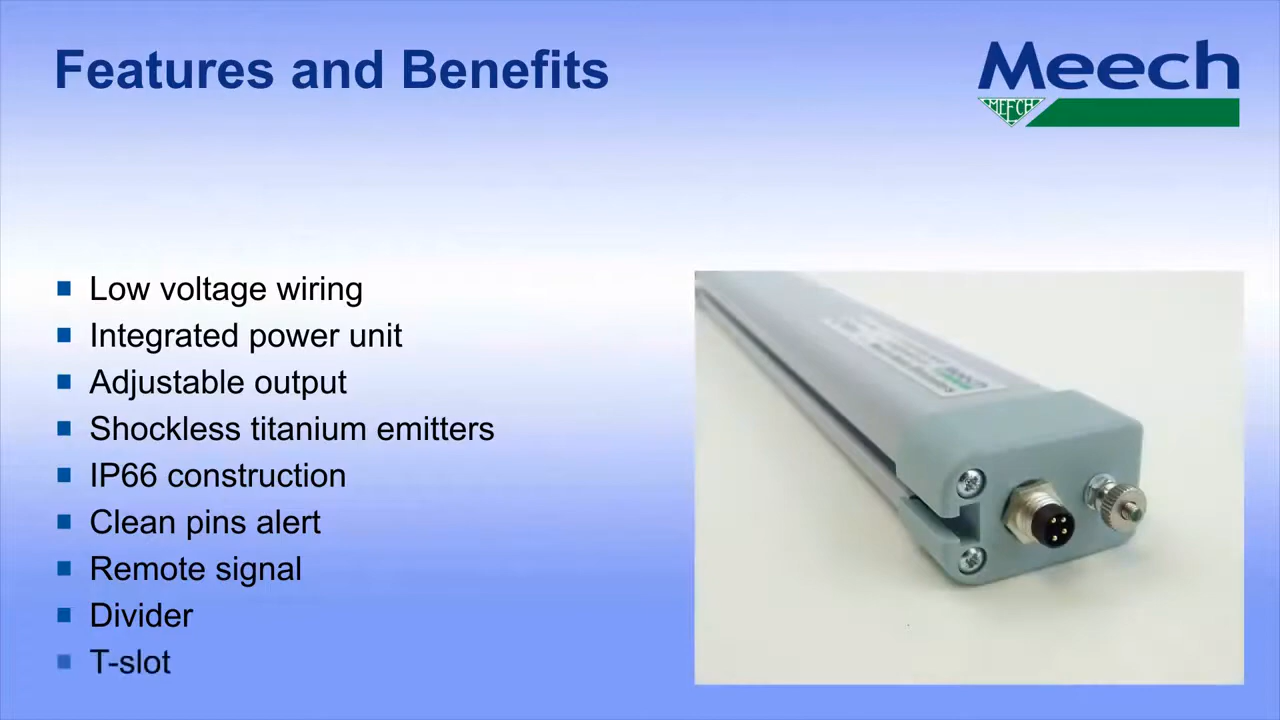 Features and Benefits
Meech
MEECH
Low voltage wiring
Integrated power unit
Adjustable output
Shockless titanium emitters
IP66 construction
Clean pins alert
Remote signal
Divider
T-slot